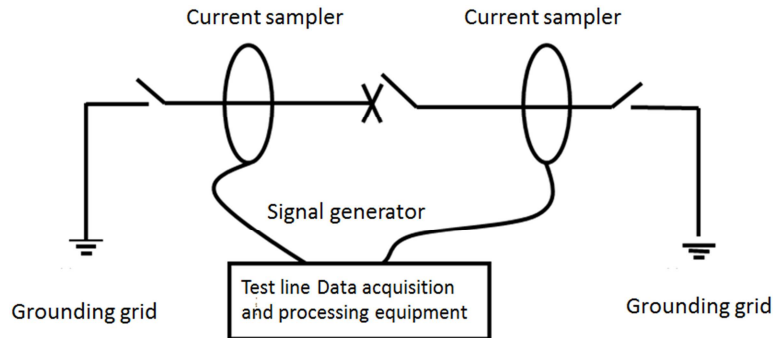 Current sampler
Current sampler
Signal generator
Test line Data acquisition
and processing equipment
Grounding grid
Grounding grid